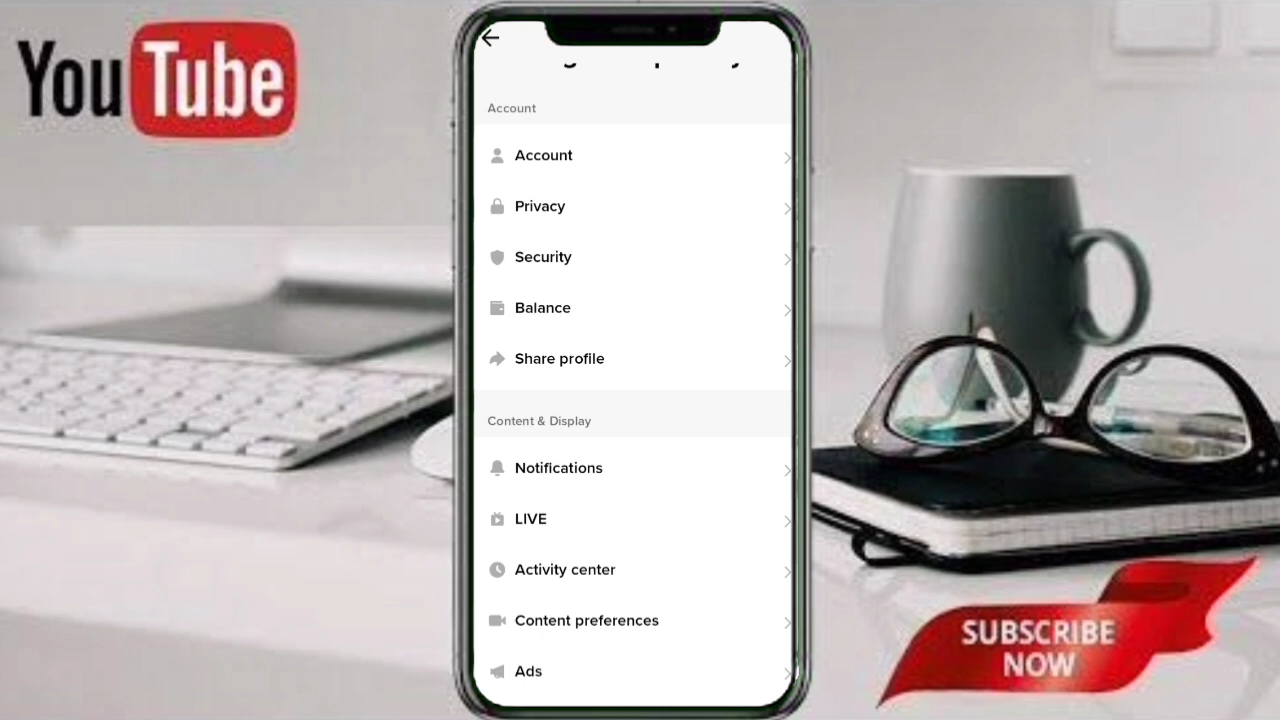 YouTube
Account
Account
Privacy
Security
Balance
Share profile
Content & Display
Notifications
LIVE
Activity center
Content preferences
Ads
SUBSCRIBE
NOW